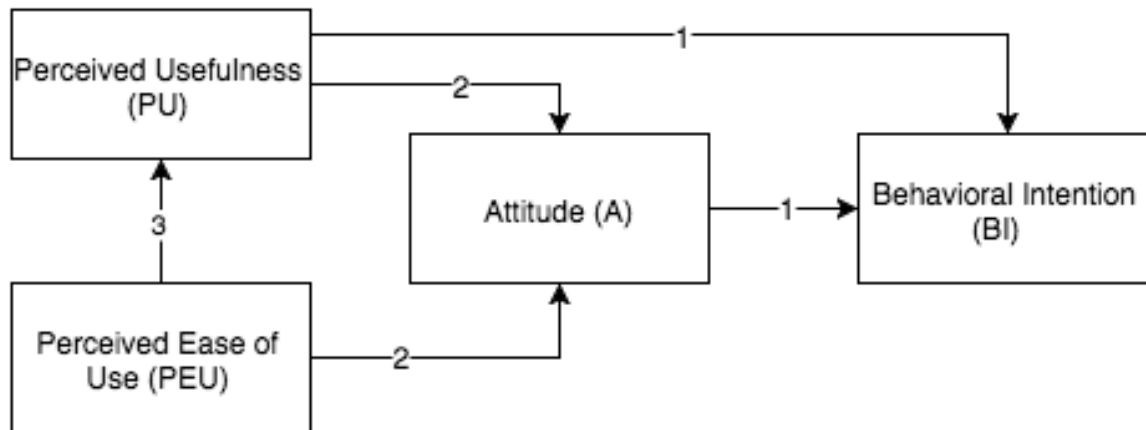 1
Perceived Usefulness
(PU)
2
Attitude (A)
1
Behavioral Intention
(BI)
3
Perceived Ease of
Use (PEU)
2